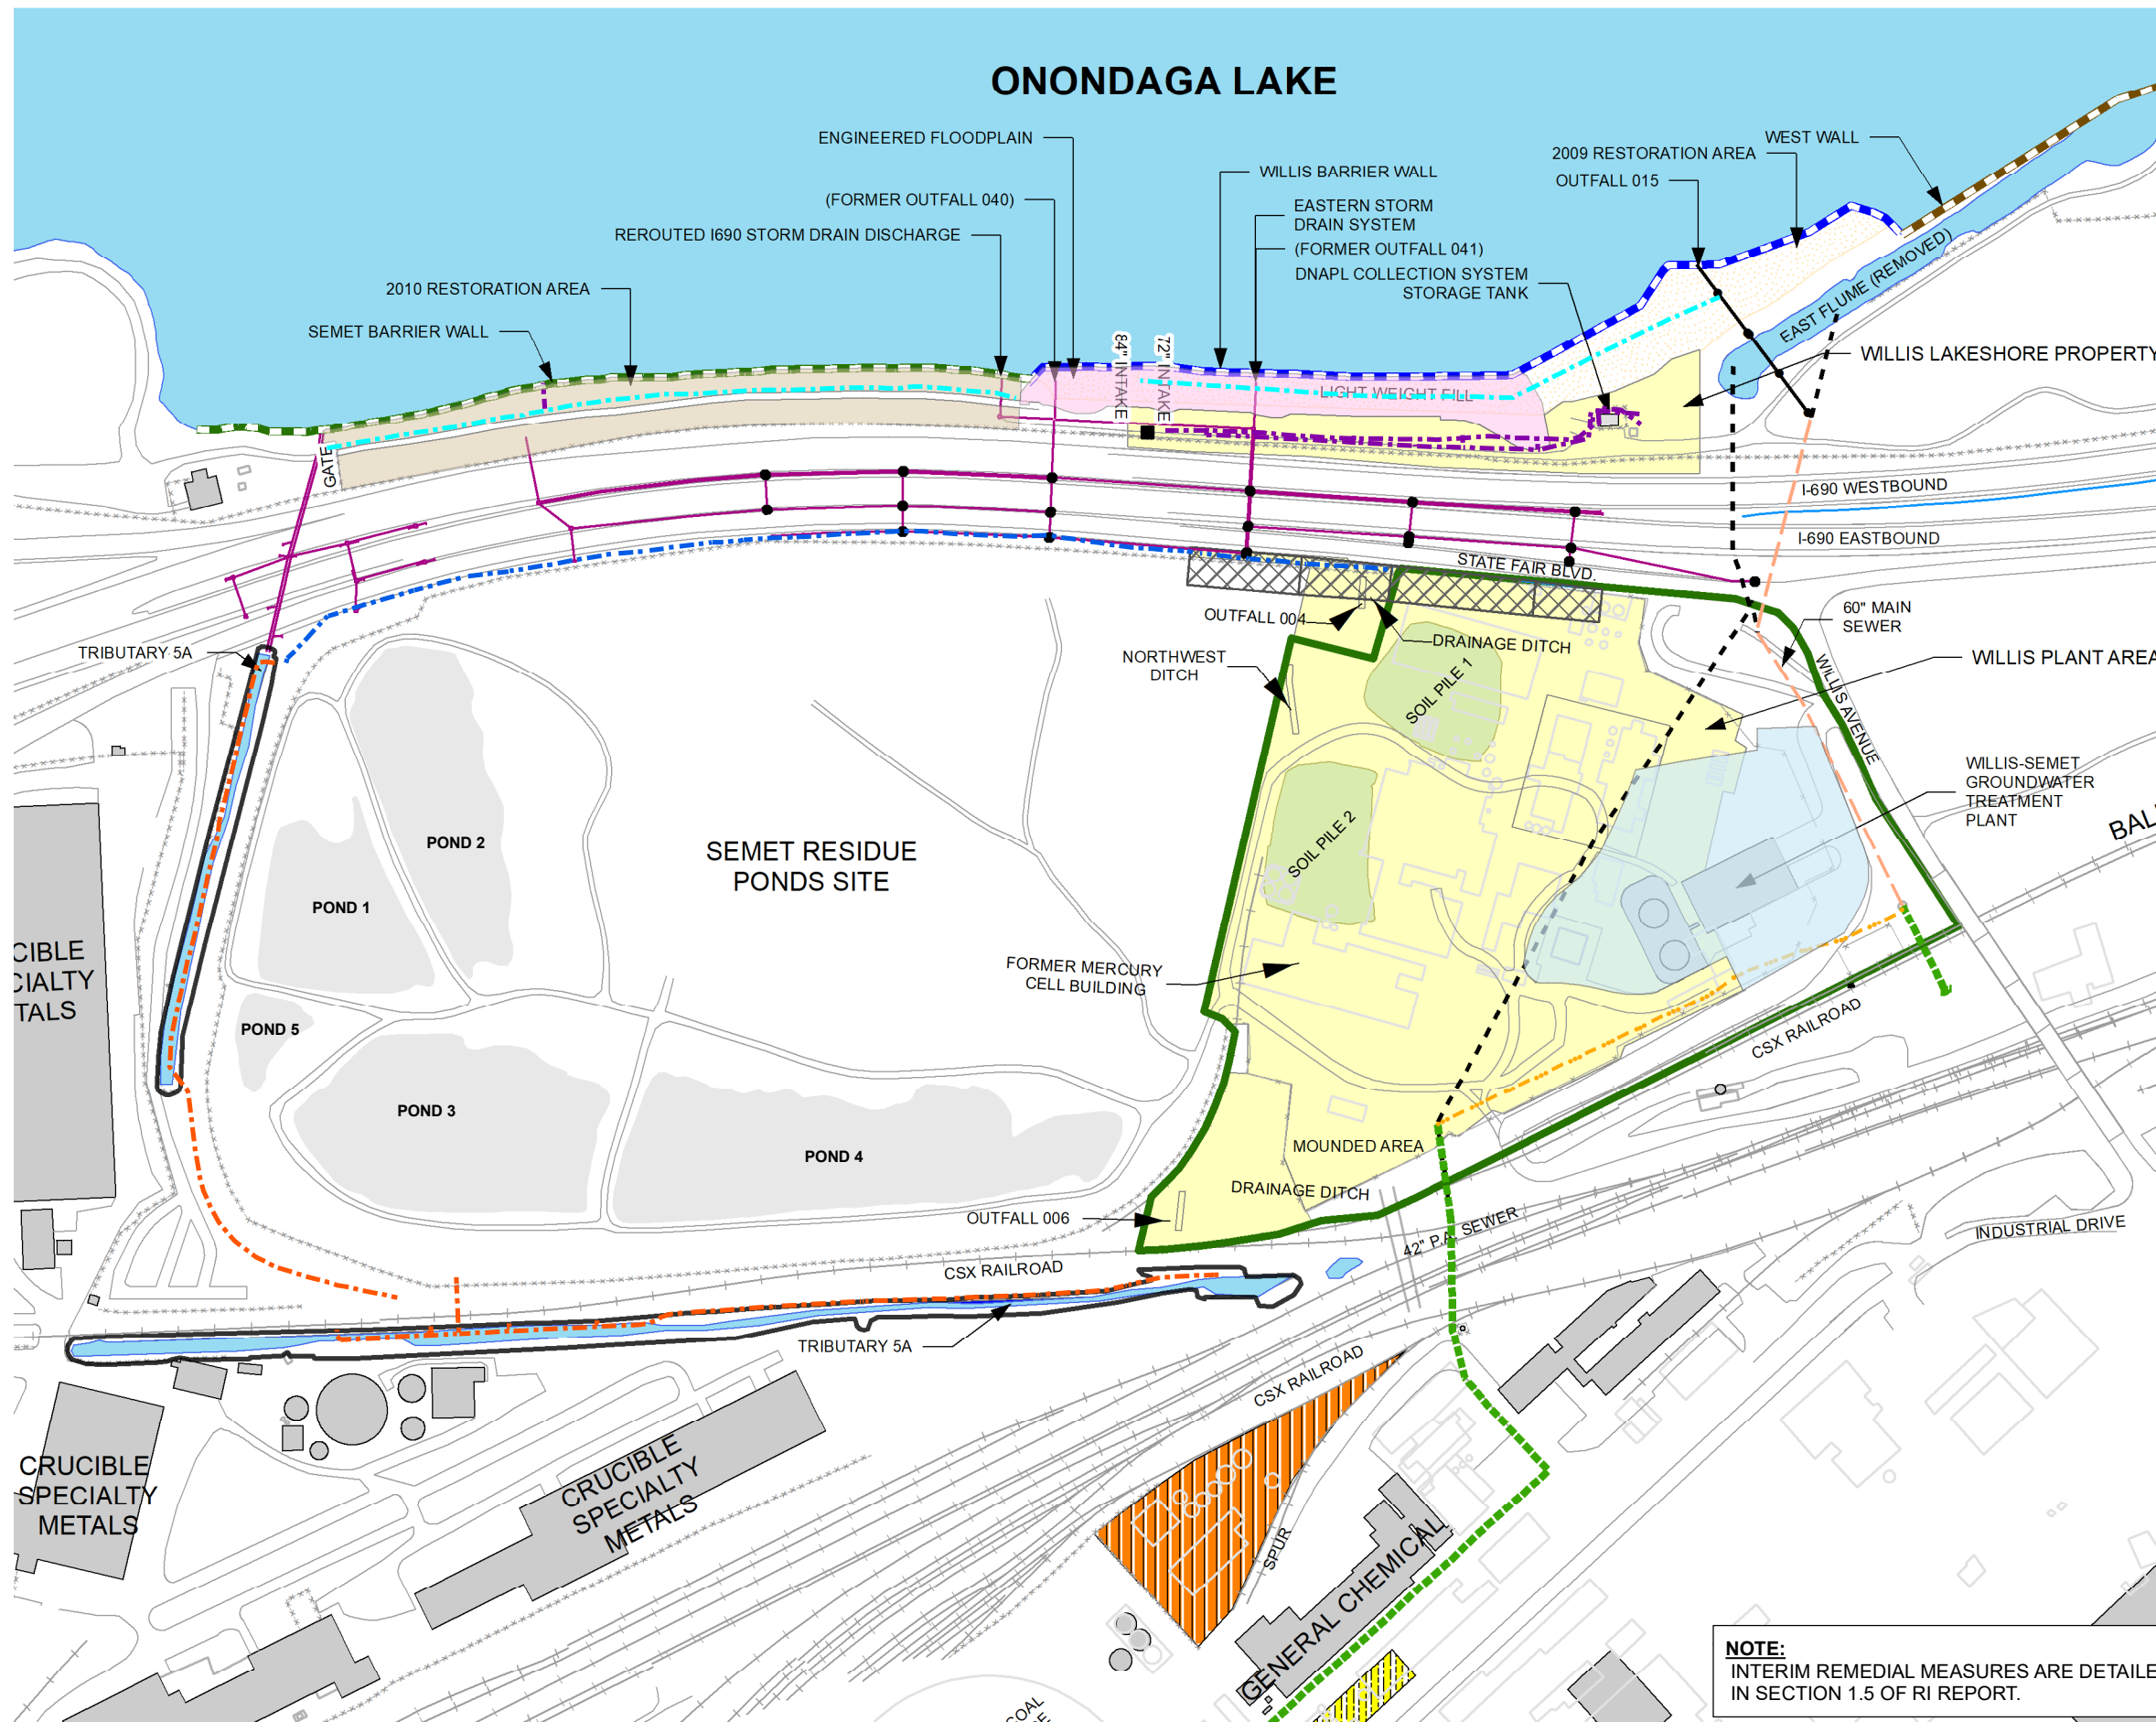 ONONDAGA LAKE
ENGINEERED FLOODPLAIN
WEST WALL
2009 RESTORATION AREA
WILLIS BARRIER WALL
OUTFALL 015
(FORMER OUTFALL 040)
EASTERN STORM
DRAIN SYSTEM
REROUTED I690 STORM DRAIN DISCHARGE
(FORMER OUTFALL 041)
DNAPL COLLECTION SYSTEM
STORAGE TANK
2010 RESTORATION AREA
SEMET BARRIER WALL
EAST FLUME (REMOVED)
84" INTAKE
72" INTAKE
LIGHT WEIGHT FILL
WILLIS LAKESHORE PROPERTY
GATE
I-690 WESTBOUND
I-690 EASTBOUND
STATE FAIR BLVD.
OUTFALL 004
DRAINAGE DITCH
60" MAIN
SEWER
TRIBUTARY 5A
NORTHWEST
DITCH
SOIL PILE 1
WILLIS AVENUE
WILLIS PLANT AREA
WILLIS-SEMET
GROUNDWATER
TREATMENT
PLANT
BAL
POND 2
SEMET RESIDUE
PONDS SITE
SOIL PILE 2
POND 1
CIBLE
CIALTY
TALS
FORMER MERCURY
CELL BUILDING
POND 5
CSX RAILROAD
POND 3
POND 4
MOUNDED AREA
DRAINAGE DITCH
OUTFALL 006
42" P.A. SEWER
INDUSTRIAL DRIVE
CSX RAILROAD
TRIBUTARY 5A
CSX RAILROAD
CRUCIBLE
SPECIALTY
METALS
CRUCIBLE
SPECIALTY
METALS
SPUR
GENERAL CHEMICAL
OAL
NOTE:
INTERIM REMEDIAL MEASURES ARE DETAILE
IN SECTION 1.5 OF RI REPORT.